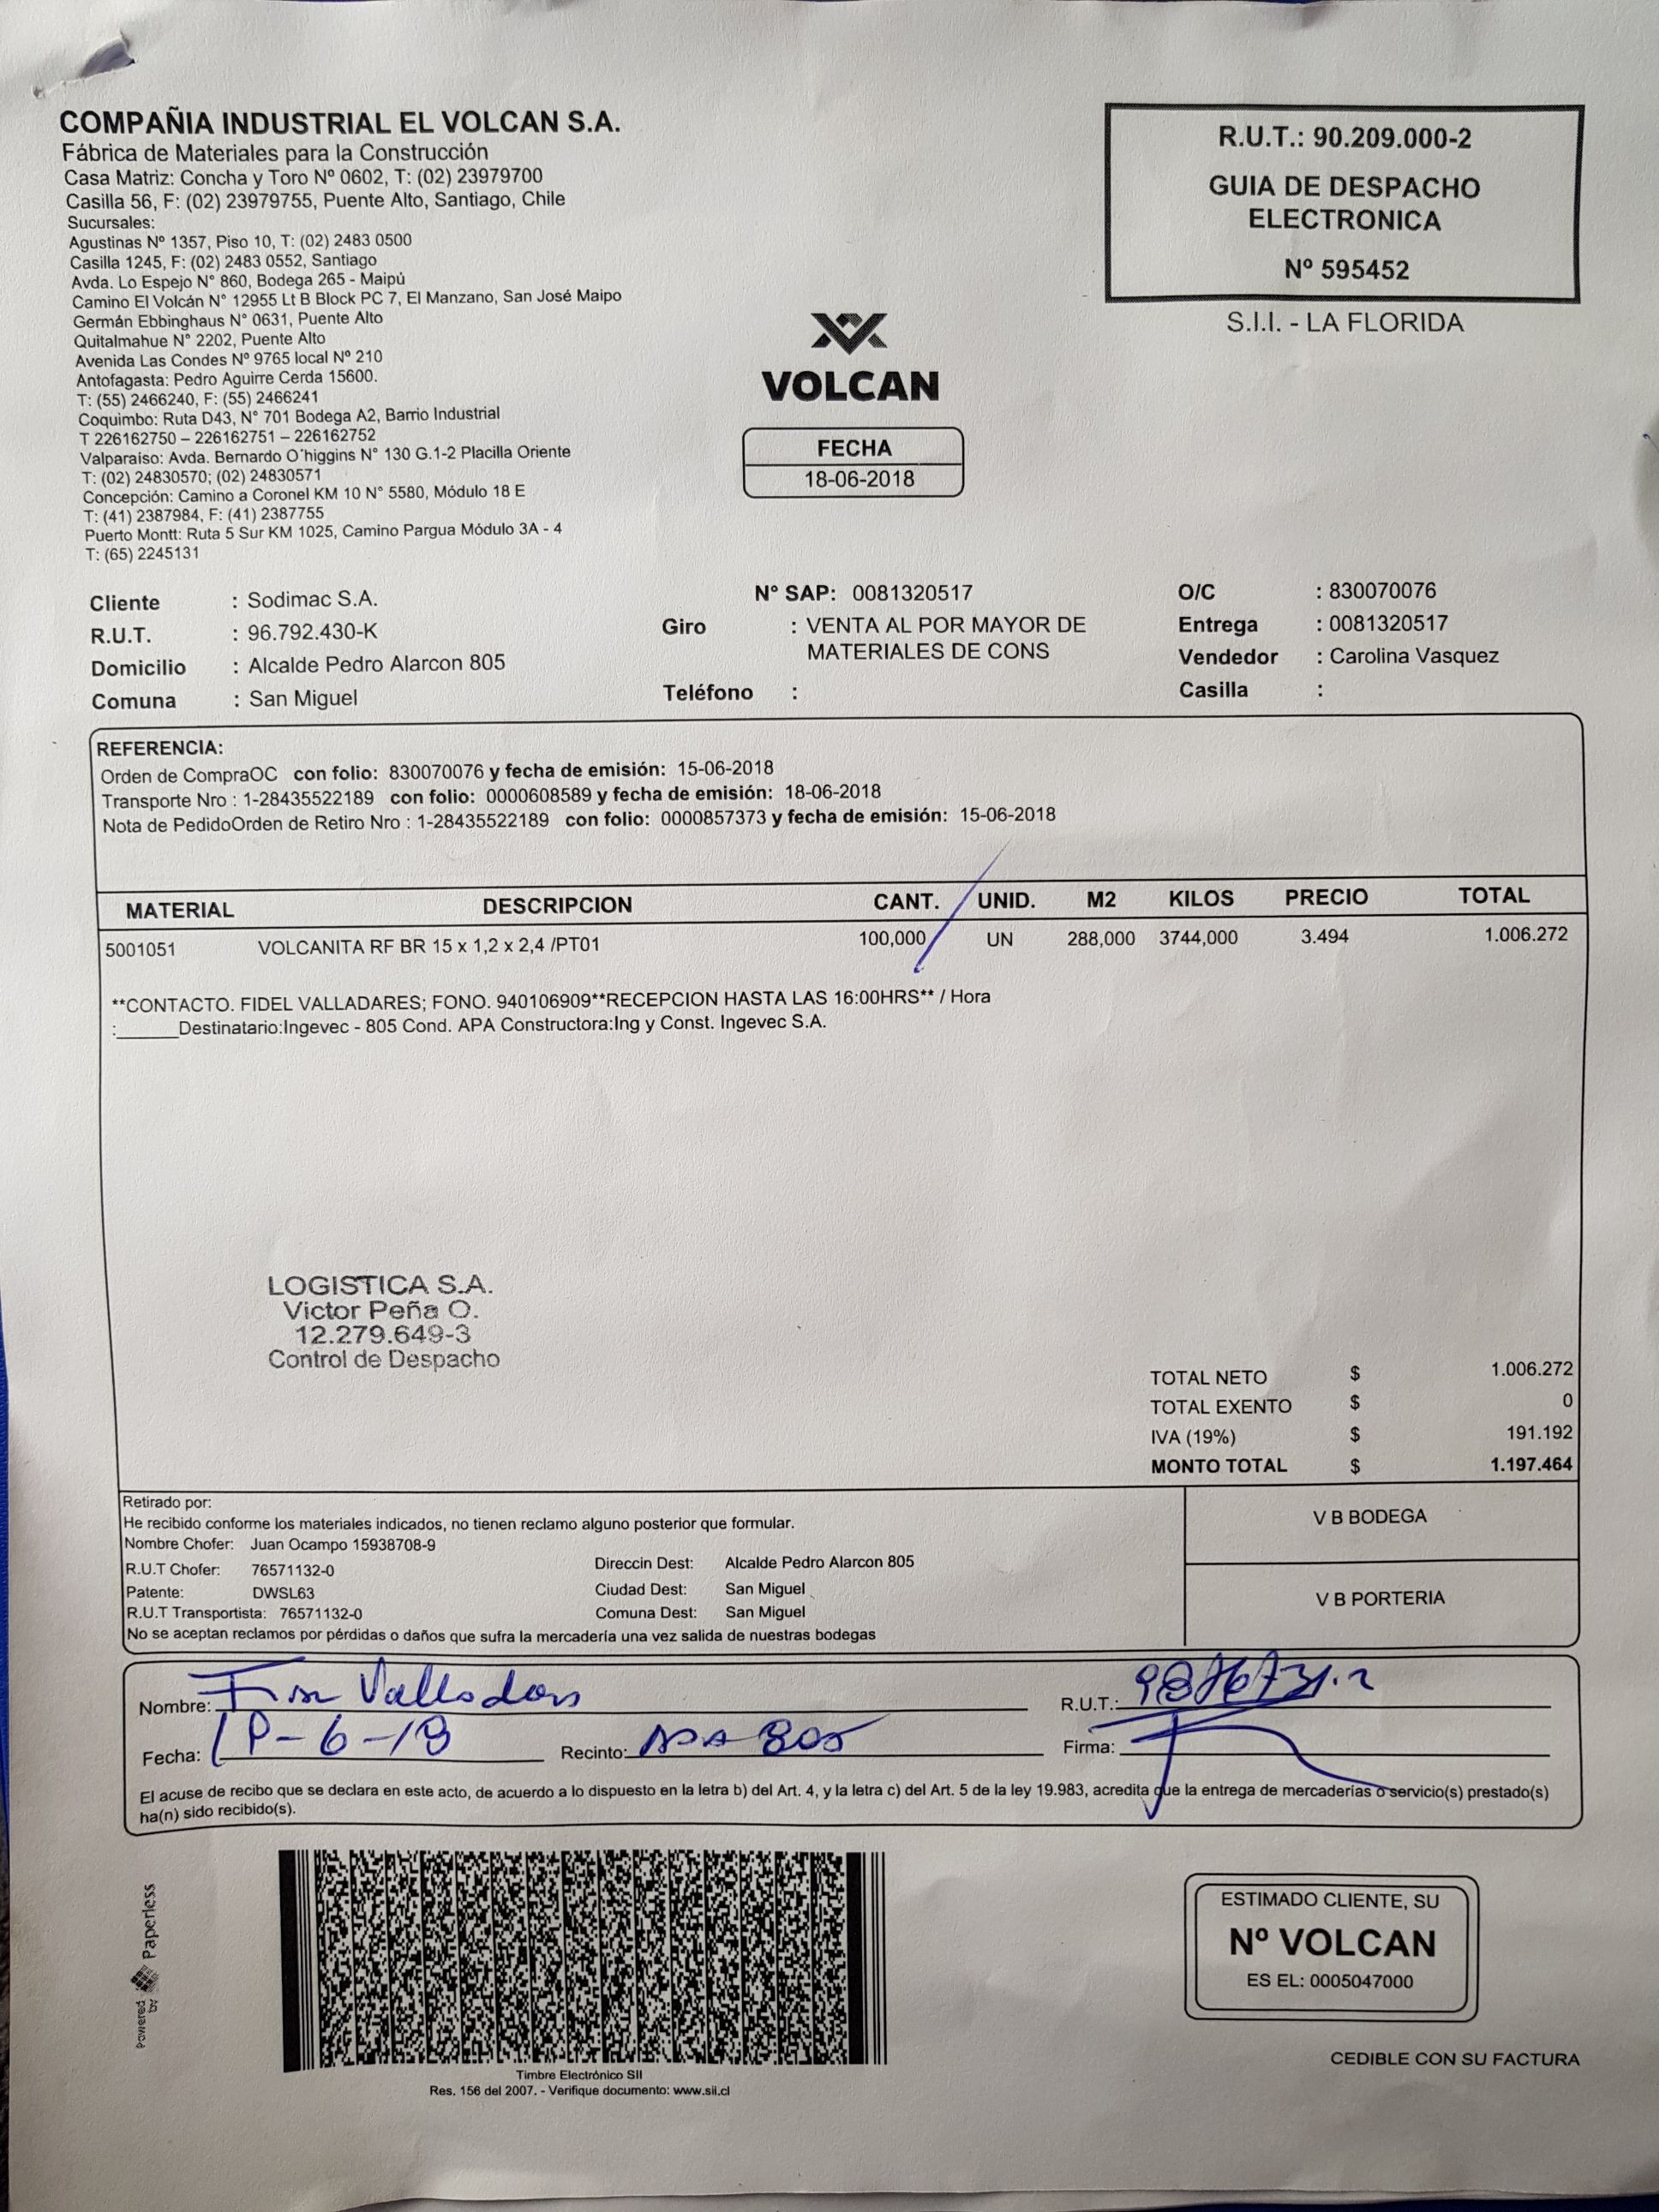 COMPAÑIA INDUSTRIAL EL VOLCAN S.A.
Fábrica de Materiales para la Construcción
Casa Matriz: Concha y Toro Nº 0602, T: (02) 23979700
Casilla 56, F: (02) 23979755, Puente Alto, Santiago, Chile
Sucursales:
Agustinas Nº 1357, Piso 10, T: (02) 2483 0500
Casilla 1245, F: (02) 2483 0552, Santiago
Avda. Lo Espejo N° 860, Bodega 265 - Maipú
Camino El Volcán N° 12955 Lt B Block PC 7, El Manzano, San José Maipo
Germán Ebbinghaus N° 0631, Puente Alto
Quitalmahue N° 2202, Puente Alto
Avenida Las Condes Nº 9765 local Nº 210
Antofagasta: Pedro Aguirre Cerda 15600.
T: (55) 2466240, F: (55) 2466241
Coquimbo: Ruta D43, N° 701 Bodega A2, Barrio Industrial
T 226162750 – 226162751 – 226162752
Valparaíso: Avda. Bernardo O´higgins N° 130 G.1-2 Placilla Oriente
T: (02) 24830570; (02) 24830571
Concepción: Camino a Coronel KM 10 N° 5580, Módulo 18 E
T: (41) 2387984, F: (41) 2387755
Puerto Montt: Ruta 5 Sur KM 1025, Camino Pargua Módulo 3A - 4
T: (65) 2245131
R.U.T.: 90.209.000-2
GUIA DE DESPACHO
ELECTRONICA
Nº 595452
S.I.I. - LA FLORIDA
VOLCAN
FECHA
18-06-2018
Cliente : Sodimac S.A.
R.U.T. : 96.792.430-K
Domicilio : Alcalde Pedro Alarcon 805
Comuna : San Miguel
N° SAP: 0081320517
Giro : VENTA AL POR MAYOR DE
MATERIALES DE CONS
Teléfono :
O/C : 830070076
Entrega : 0081320517
Vendedor : Carolina Vasquez
Casilla :
REFERENCIA:
Orden de CompraOC con folio: 830070076 y fecha de emisión: 15-06-2018
Transporte Nro : 1-28435522189 con folio: 0000608589 y fecha de emisión: 18-06-2018
Nota de PedidoOrden de Retiro Nro : 1-28435522189 con folio: 0000857373 y fecha de emisión: 15-06-2018
MATERIAL DESCRIPCION CANT. UNID. M2 KILOS PRECIO TOTAL
5001051 VOLCANITA RF BR 15 x 1,2 x 2,4 /PT01 100,000 UN 288,000 3744,000 3.494 1.006.272
**CONTACTO. FIDEL VALLADARES; FONO. 940106909**RECEPCION HASTA LAS 16:00HRS** / Hora
:______Destinatario:Ingevec - 805 Cond. APA Constructora:Ing y Const. Ingevec S.A.
LOGISTICA S.A.
Victor Peña O.
12.279.649-3
Control de Despacho
TOTAL NETO $ 1.006.272
TOTAL EXENTO $ 0
IVA (19%) $ 191.192
MONTO TOTAL $ 1.197.464
Retirado por:
He recibido conforme los materiales indicados, no tienen reclamo alguno posterior que formular.
Nombre Chofer: Juan Ocampo 15938708-9
R.U.T Chofer: 76571132-0 Direccin Dest: Alcalde Pedro Alarcon 805
Patente: DWSL63 Ciudad Dest: San Miguel
R.U.T Transportista: 76571132-0 Comuna Dest: San Miguel
No se aceptan reclamos por pérdidas o daños que sufra la mercadería una vez salida de nuestras bodegas
V B BODEGA
V B PORTERIA
Nombre: R.U.T.:
Fecha: Recinto: 805 Firma:
El acuse de recibo que se declara en este acto, de acuerdo a lo dispuesto en la letra b) del Art. 4, y la letra c) del Art. 5 de la ley 19.983, acredita que la entrega de mercaderías o servicio(s) prestado(s)
ha(n) sido recibido(s).
Powered by Paperless
Timbre Electrónico SII
Res. 156 del 2007. - Verifique documento: www.sii.cl
ESTIMADO CLIENTE, SU
Nº VOLCAN
ES EL: 0005047000
CEDIBLE CON SU FACTURA